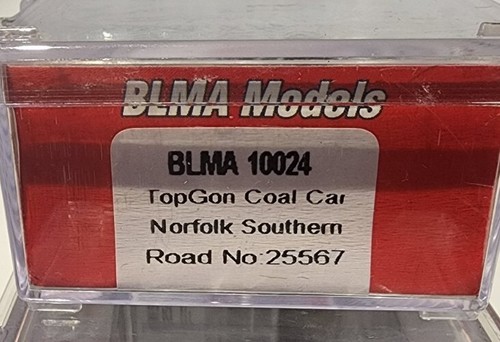 BLMA Models
BLMA 10024
TopGon Coal Car
Norfolk Southern
Road No:25567